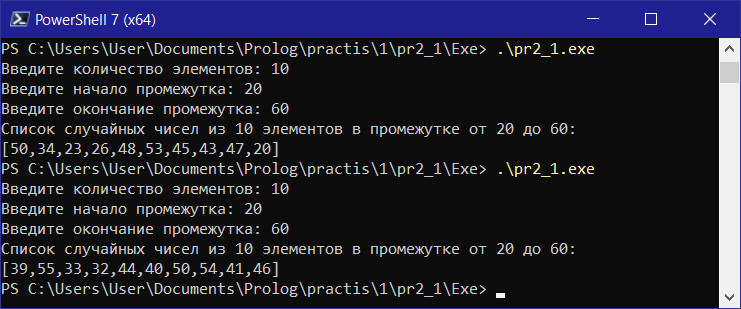 PowerShell 7 (x64)
PS C:\Users\User\Documents\Prolog\practis\1\pr2_1\Exe> .\pr2_1.exe
Введите количество элементов: 10
Введите начало промежутка: 20
Введите окончание промежутка: 60
Список случайных чисел из 10 элементов в промежутке от 20 до 60:
[50,34,23,26,48,53,45,43,47,20]
PS C:\Users\User\Documents\Prolog\practis\1\pr2_1\Exe> .\pr2_1.exe
Введите количество элементов: 10
Введите начало промежутка: 20
Введите окончание промежутка: 60
Список случайных чисел из 10 элементов в промежутке от 20 до 60:
[39,55,33,32,44,40,50,54,41,46]
PS C:\Users\User\Documents\Prolog\practis\1\pr2_1\Exe>